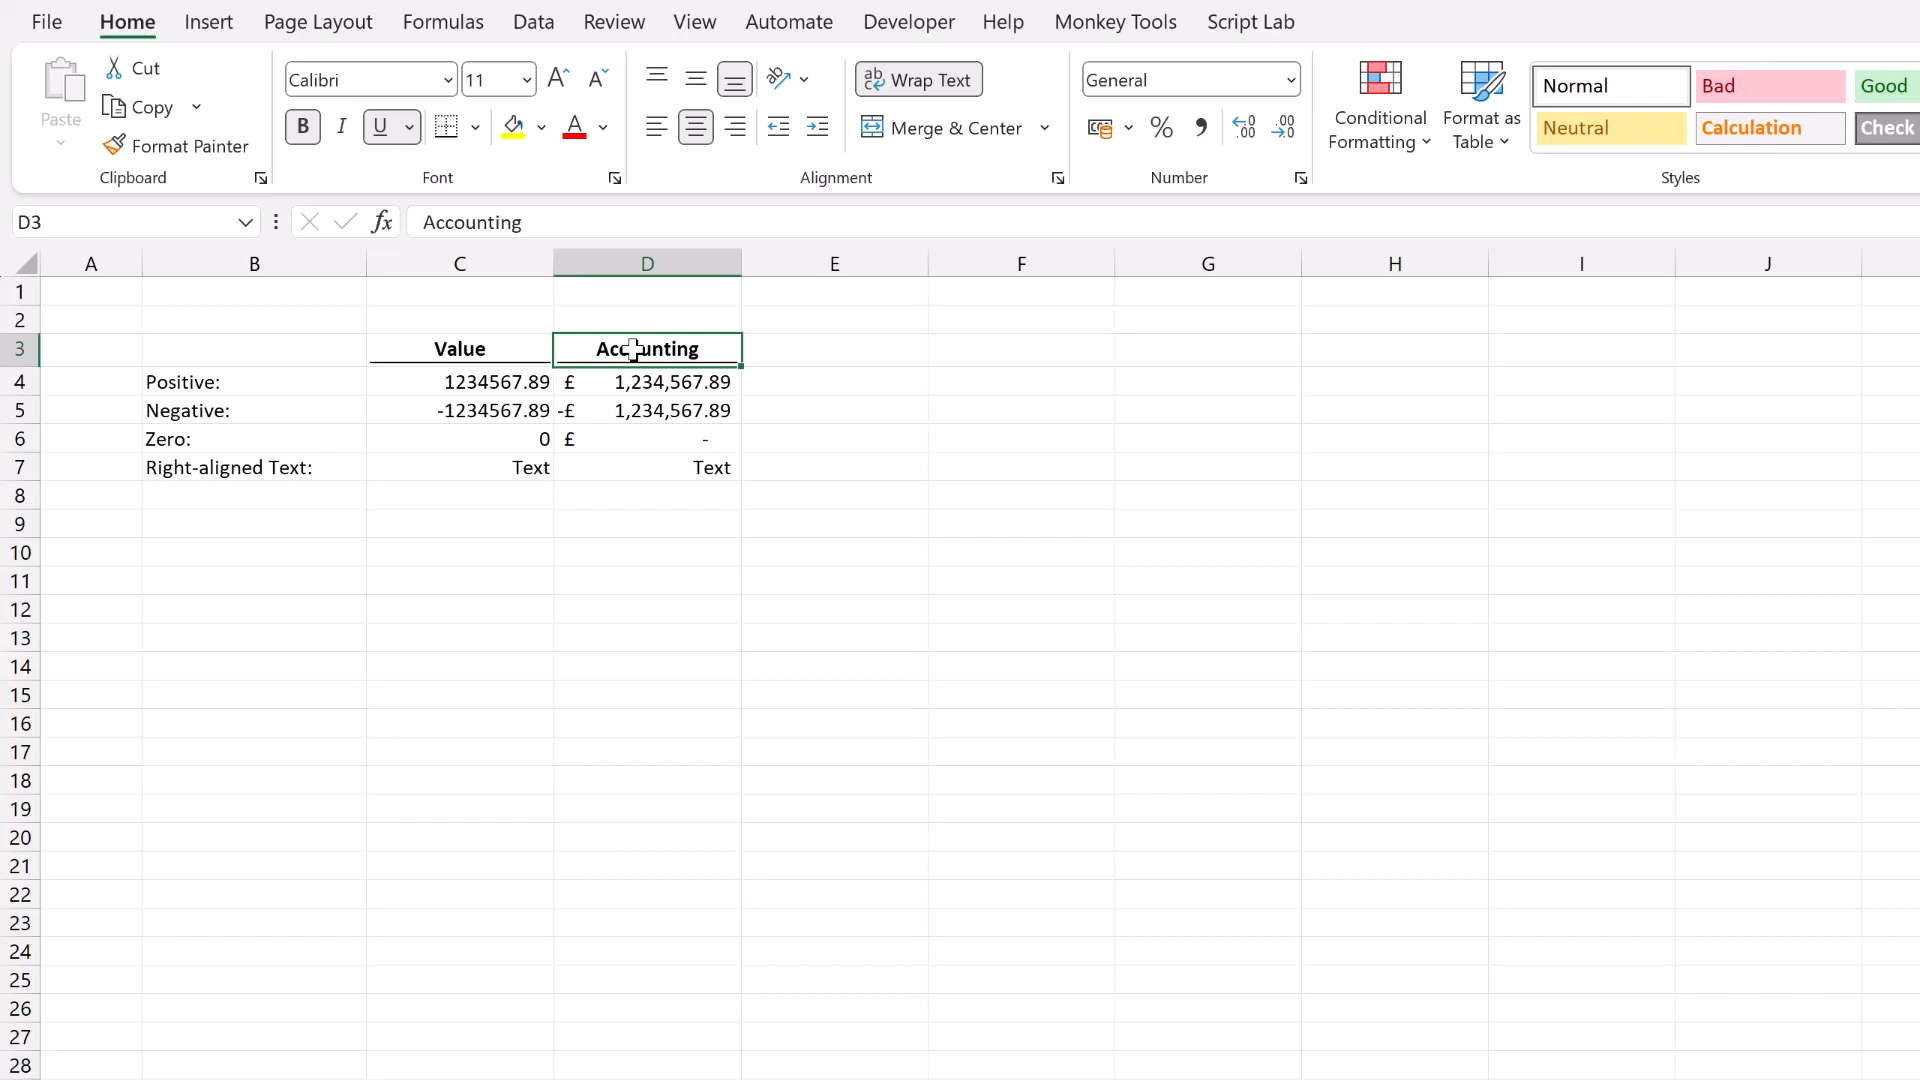 File Home Insert Page Layout Formulas Data Review View Automate Developer Help Monkey Tools Script Lab
Paste
Cut
Copy
Format Painter
Clipboard
Calibri 11
B I U
Font
ab Wrap Text
Merge & Center
Alignment
General
% .00 .00
Number
Conditional Formatting
Format as Table
Normal Bad Good
Neutral Calculation Check
Styles
D3 fx Accounting
A B C D E F G H I J
1
2
3 Value Accounting
4 Positive: 1234567.89 £ 1,234,567.89
5 Negative: -1234567.89 -£ 1,234,567.89
6 Zero: 0 £ -
7 Right-aligned Text: Text Text
8
9
10
11
12
13
14
15
16
17
18
19
20
21
22
23
24
25
26
27
28